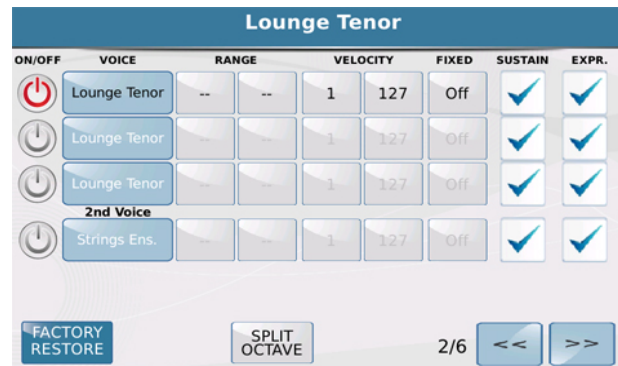 Lounge Tenor
ON/OFF VOICE RANGE VELOCITY FIXED SUSTAIN EXPR.
Lounge Tenor -- -- 1 127 Off
Lounge Tenor -- -- 1 127 Off
Lounge Tenor -- -- 1 127 Off
2nd Voice
Strings Ens. -- -- 1 127 Off
FACTORY RESTORE
SPLIT OCTAVE
2/6 << >>